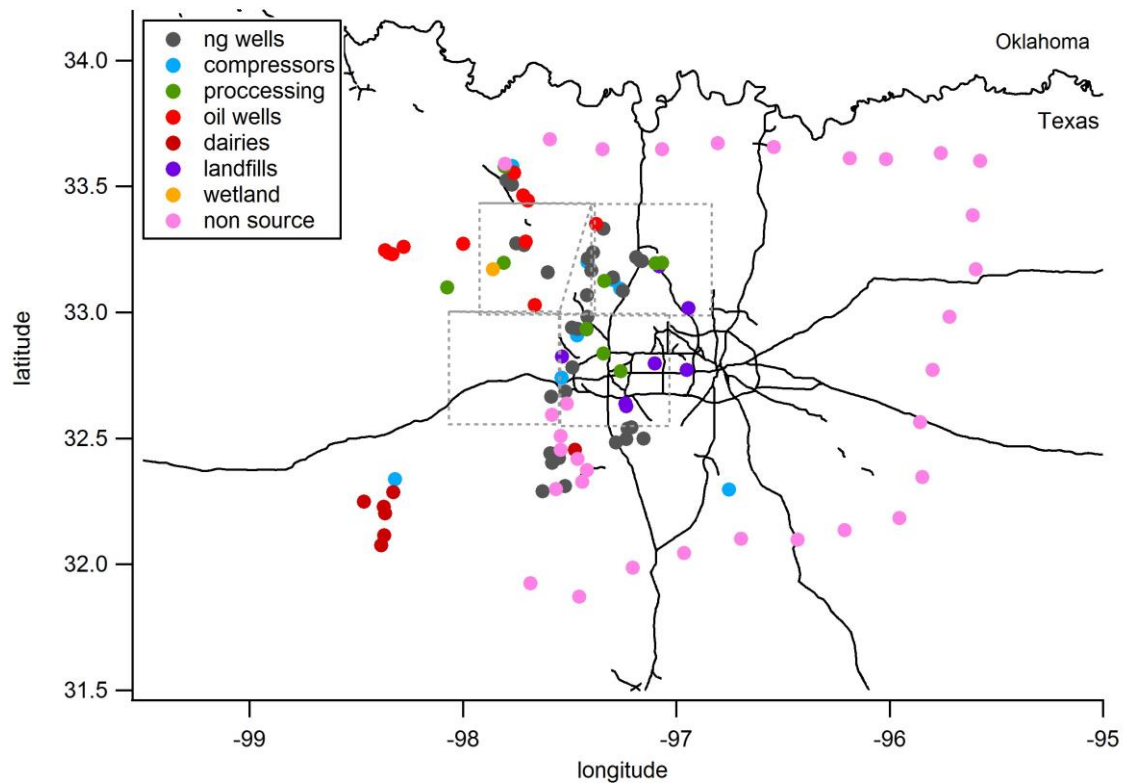 ng wells
compressors
proccessing
oil wells
dairies
landfills
wetland
non source
Oklahoma
Texas
34.0
33.5
33.0
32.5
32.0
31.5
latitude
-99
-98
-97
-96
-95
longitude